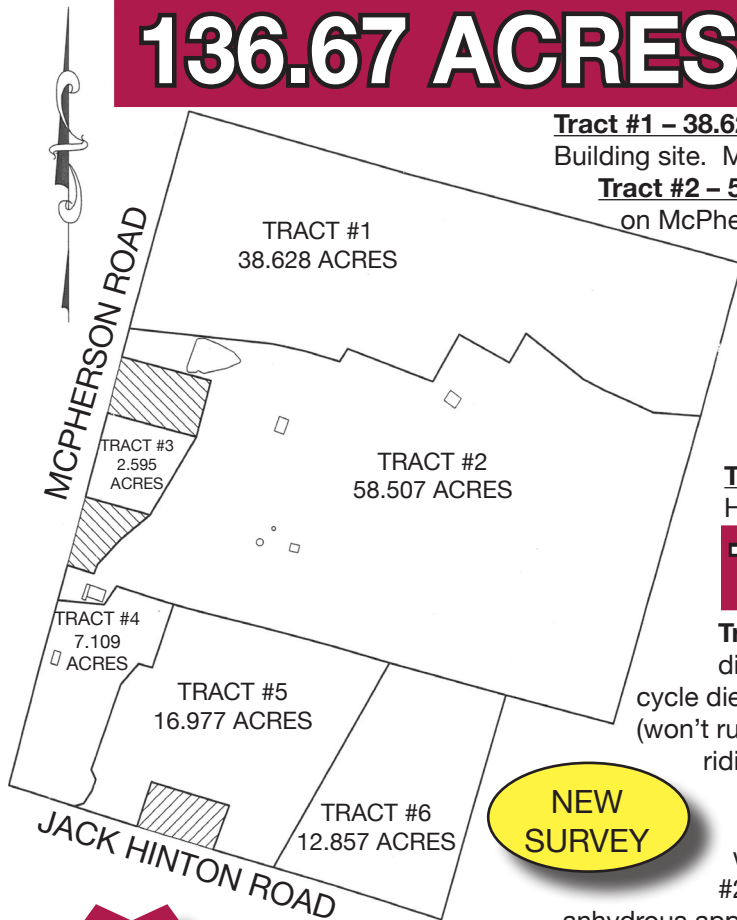 136.67 ACRES
Tract #1 – 38.62
Building site. M
Tract #2 – 5
on McPhe
TRACT #1
38.628 ACRES
MCPHERSON ROAD
TRACT #3
2.595
ACRES
TRACT #2
58.507 ACRES
T
H
TRACT #4
7.109
ACRES
Tr
di
cycle die
(won't ru
ridi
TRACT #5
16.977 ACRES
TRACT #6
12.857 ACRES
NEW
SURVEY
JACK HINTON ROAD
v
#2
anhydrous app